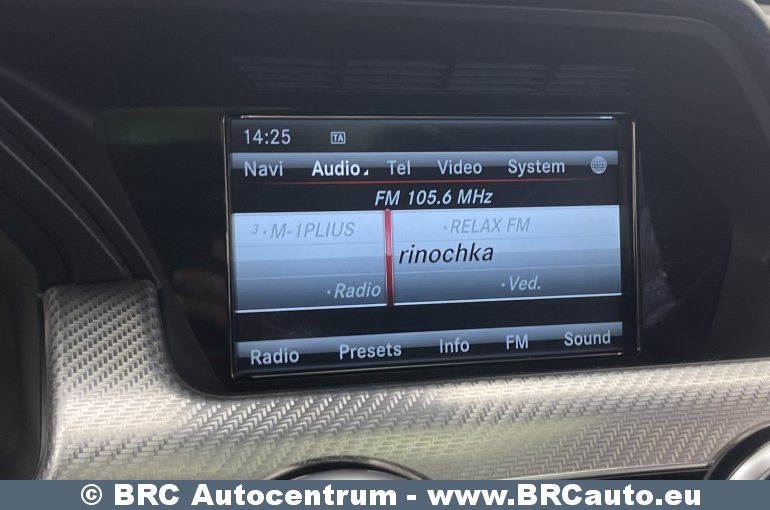 14:25 TA
Navi Audio Tel Video System
FM 105.6 MHz
3 · M-1PLIUS · RELAX FM
rinochka
· Radio · Ved.
Radio Presets Info FM Sound
© BRC Autocentrum - www.BRCauto.eu